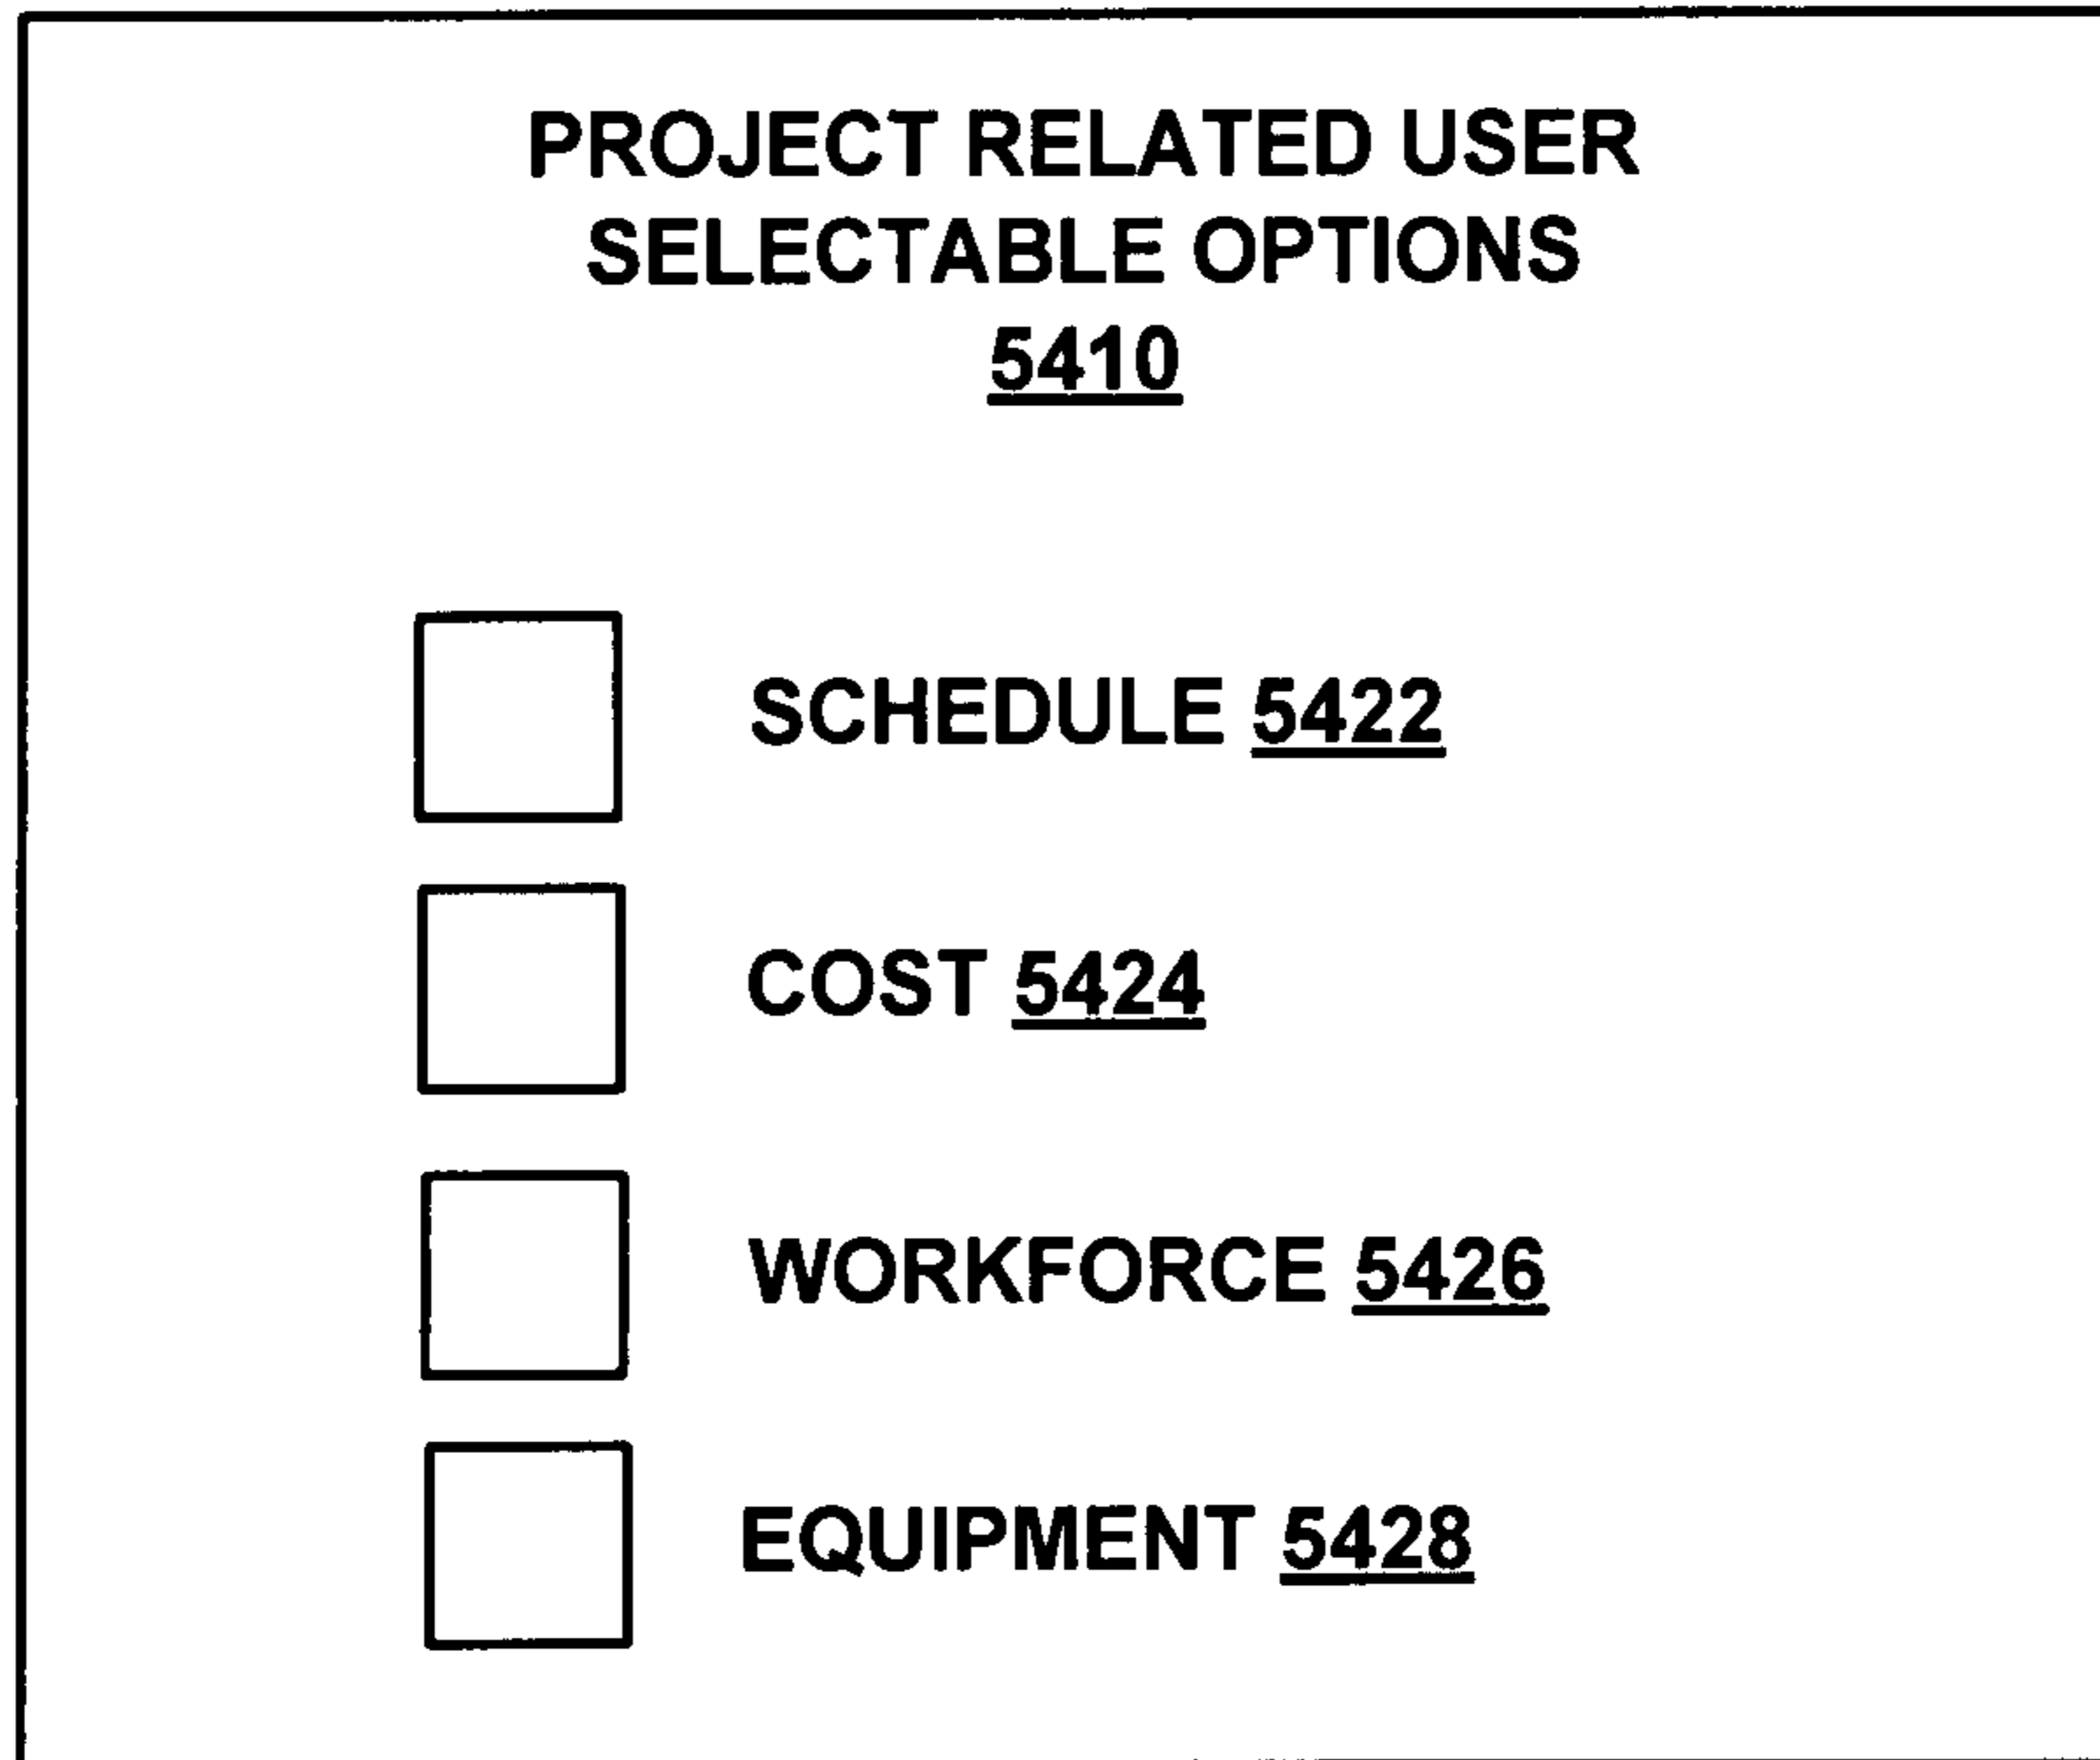 PROJECT RELATED USER
SELECTABLE OPTIONS
5410
SCHEDULE 5422
COST 5424
WORKFORCE 5426
EQUIPMENT 5428